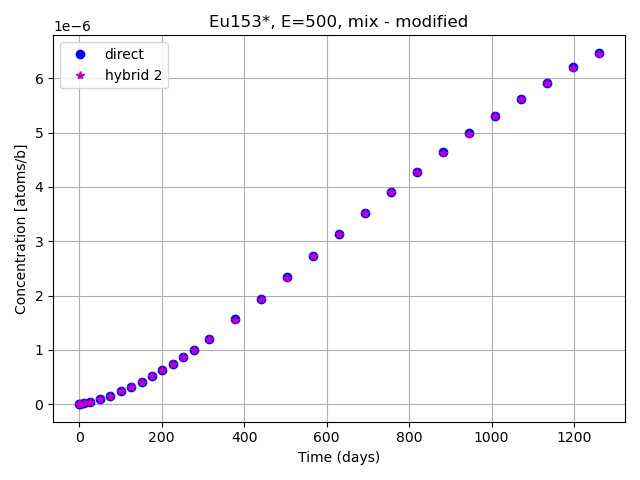 Eu153*, E=500, mix - modified
1e−6
direct
hybrid 2
6
5
4
3
2
1
0
Concentration [atoms/b]
0 200 400 600 800 1000 1200
Time (days)